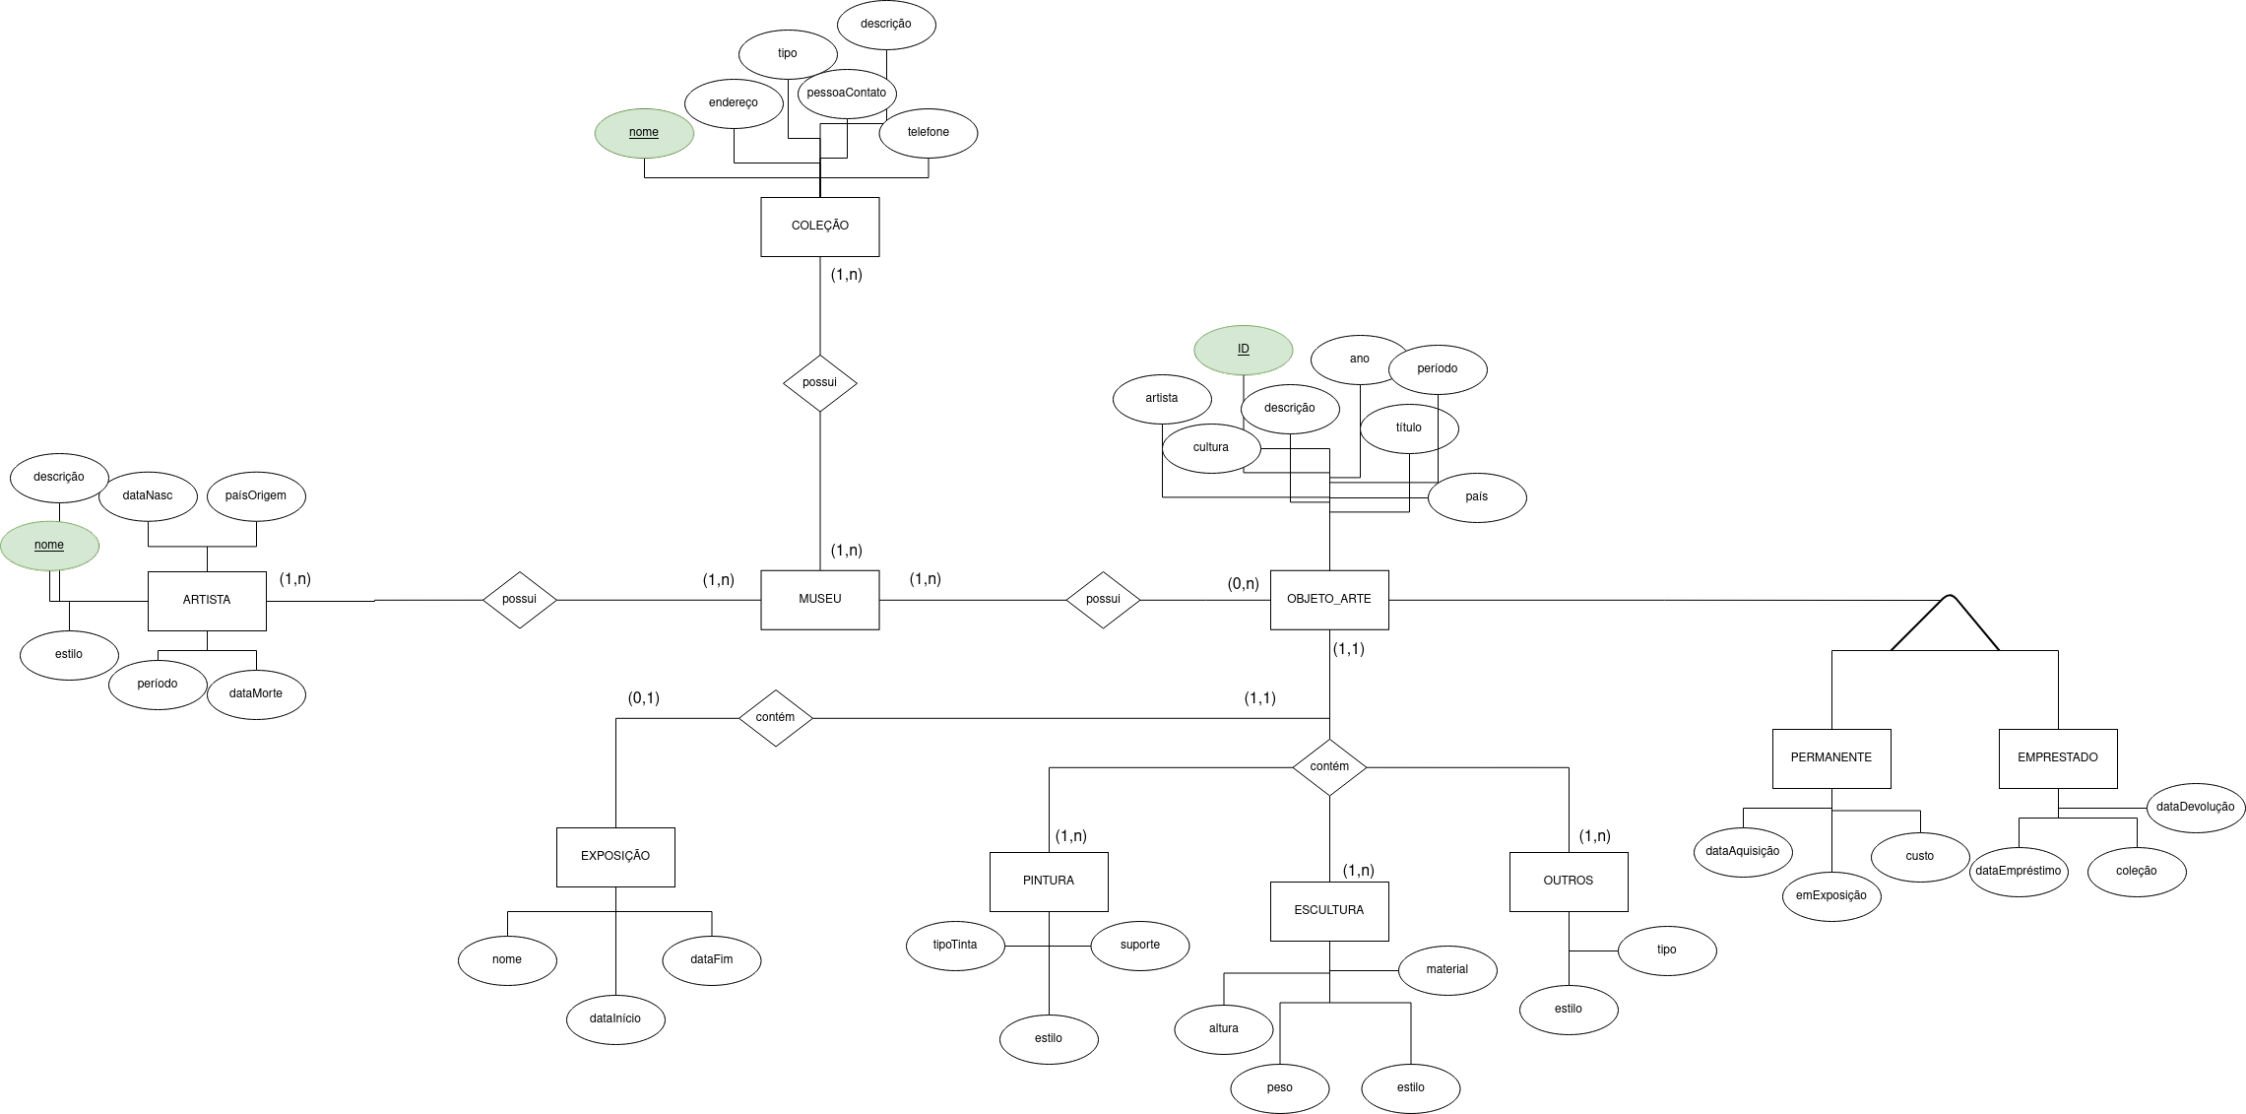 descrição
tipo
pessoaContato
endereço
nome
telefone
COLEÇÃO
(1,n)
possui
(1,n)
ID
ano
período
artista
descrição
título
cultura
país
descrição
dataNasc
paísOrigem
nome
ARTISTA
(1,n)
possui
(1,n)
MUSEU
(1,n)
possui
(0,n)
OBJETO_ARTE
(1,1)
estilo
período
dataMorte
(0,1)
contém
(1,1)
contém
PERMANENTE
EMPRESTADO
dataDevolução
dataAquisição
emExposição
custo
dataEmpréstimo
coleção
EXPOSIÇÃO
nome
dataInício
dataFim
(1,n)
PINTURA
tipoTinta
suporte
estilo
(1,n)
ESCULTURA
material
altura
peso
estilo
(1,n)
OUTROS
tipo
estilo